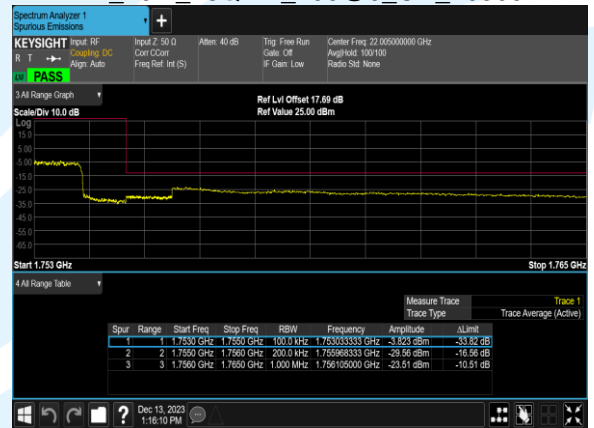 Spectrum Analyzer 1
Spurious Emissions
KEYSIGHT Input: RF Input Z: 50 Ω Atten: 40 dB Trig: Free Run Center Freq: 22.005000000 GHz
R T Coupling: DC Corr CCorr Gate: Off Avg|Hold: 100/100
Align: Auto Freq Ref: Int (S) IF Gain: Low Radio Std: None
PASS
3 All Range Graph
Ref Lvl Offset 17.69 dB
Scale/Div 10.0 dB Ref Value 25.00 dBm
Log
15.0
5.00
-5.00
-15.0
-25.0
-35.0
-45.0
-55.0
-65.0
Start 1.753 GHz Stop 1.765 GHz
4 All Range Table
Measure Trace Trace 1
Trace Type Trace Average (Active)
Spur Range Start Freq Stop Freq RBW Frequency Amplitude ΔLimit
1 1 1.7530 GHz 1.7550 GHz 100.0 kHz 1.753033333 GHz -3.823 dBm -33.82 dB
2 2 1.7550 GHz 1.7560 GHz 200.0 kHz 1.755968333 GHz -29.56 dBm -16.56 dB
3 3 1.7560 GHz 1.7650 GHz 1.000 MHz 1.756105000 GHz -23.51 dBm -10.51 dB
? Dec 13, 2023
1:16:10 PM